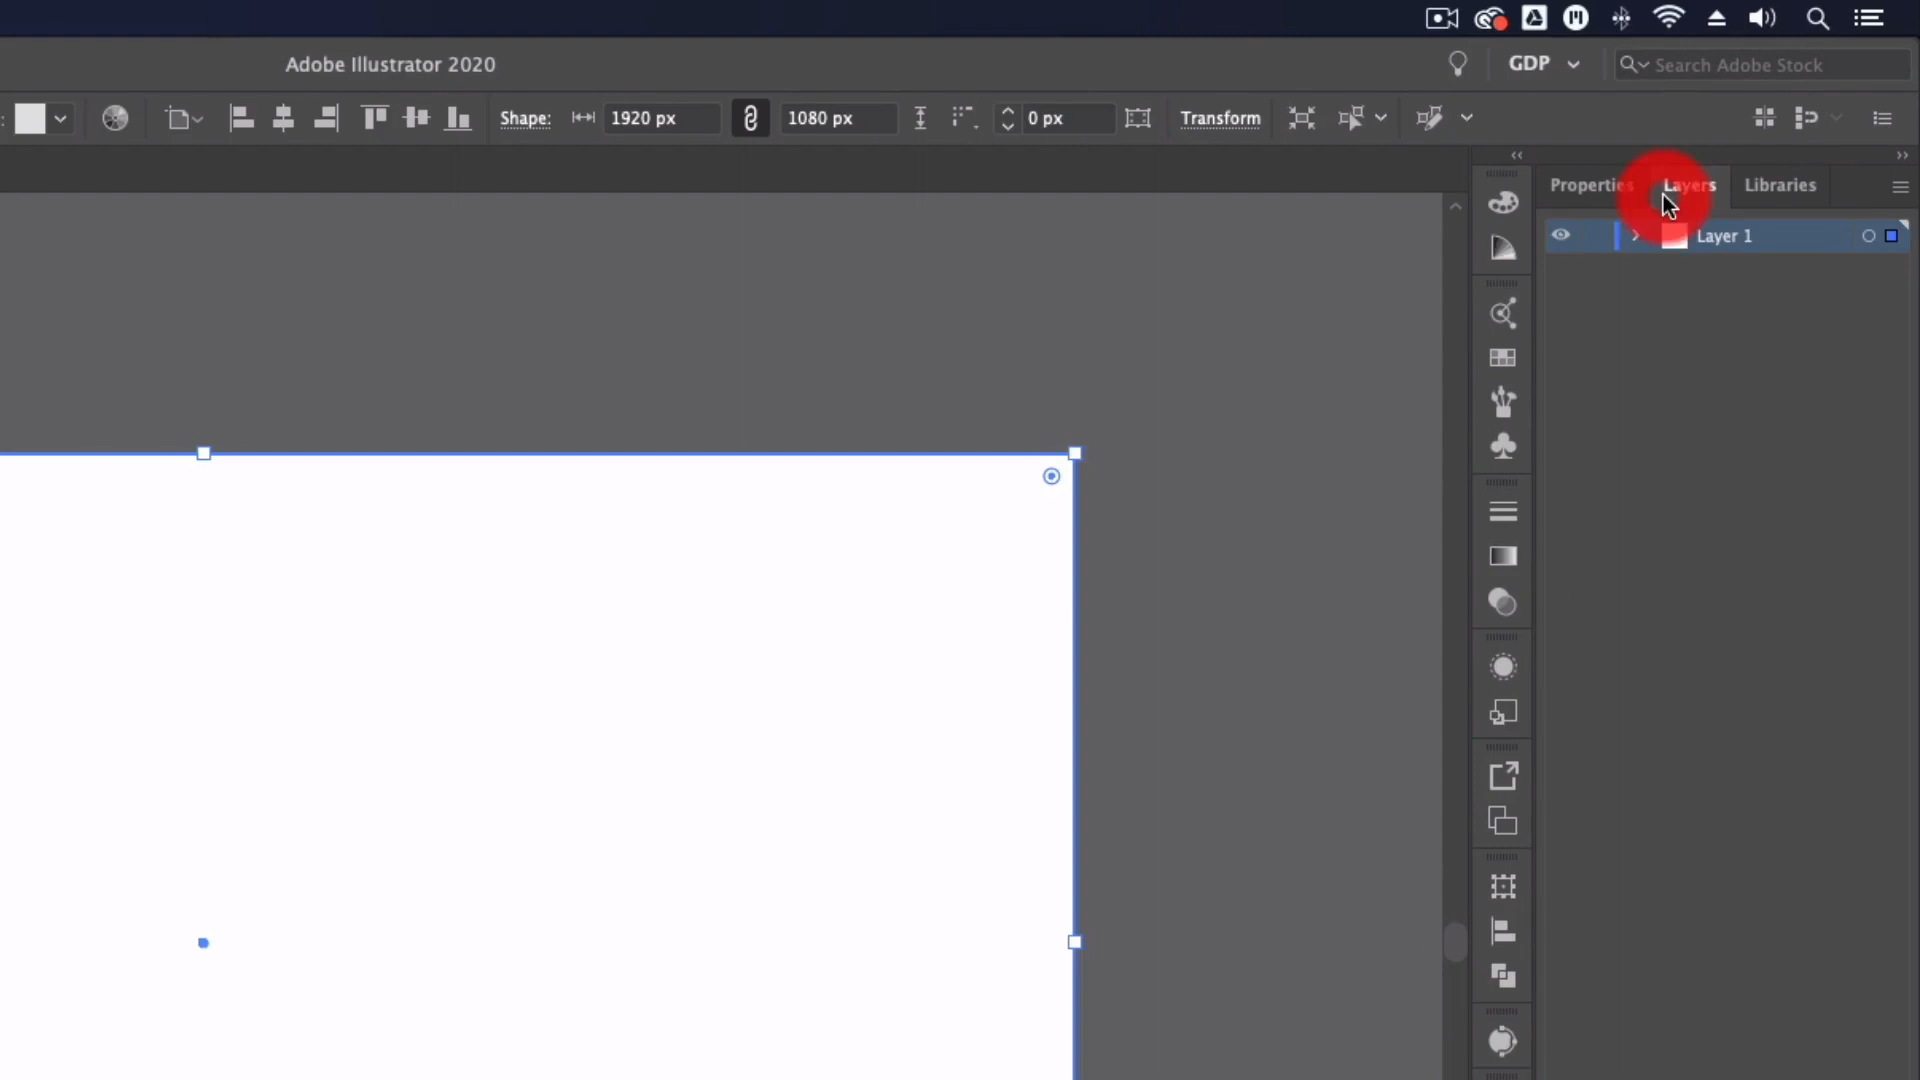 Adobe Illustrator 2020
GDP
Search Adobe Stock
Shape:
1920 px
1080 px
0 px
Transform
Properties
Layers
Libraries
Layer 1